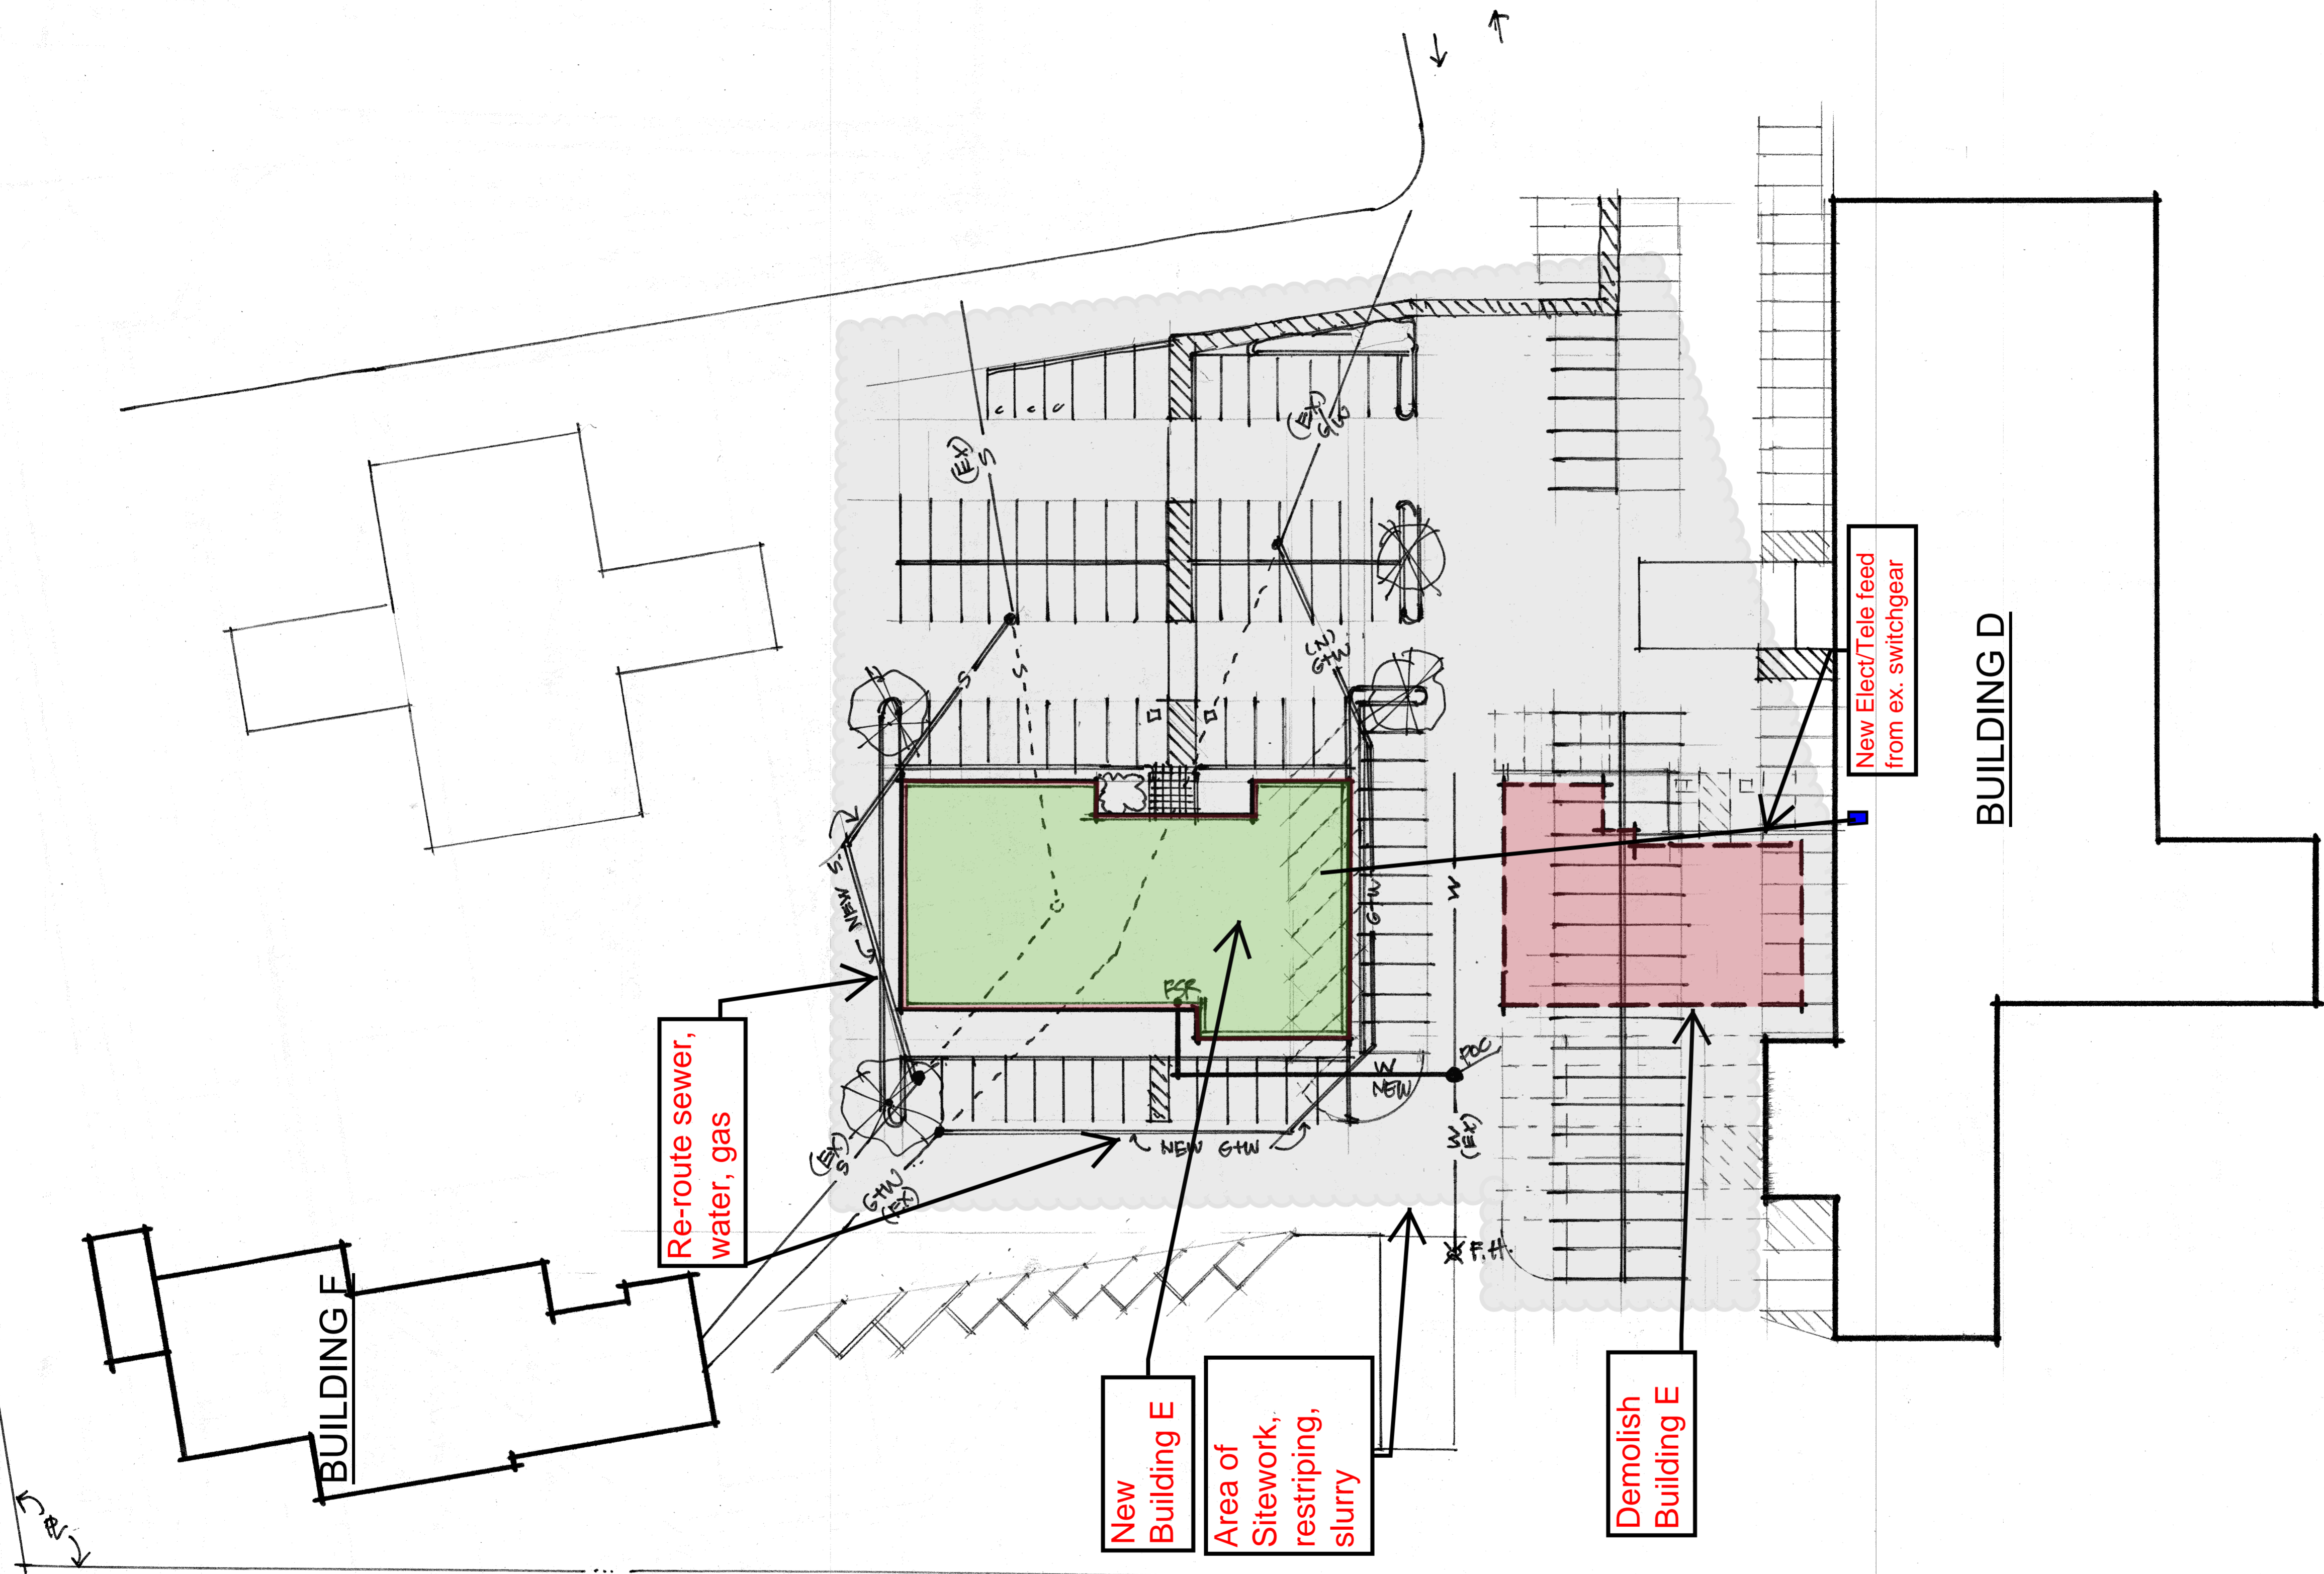 BUILDING F
Re-route sewer,
water, gas
New
Building E
Area of
Sitework,
restriping,
slurry
Demolish
Building E
New Elect/Tele feed
from ex. switchgear
BUILDING D
(EX)
S
(EX)
G/W
S
S
(N)
G+W
NEW S
FSR
G+W
W
POC
W
NEW
W
(EX)
F.H.
NEW G+W
(EX)
S
G+W
(EX)